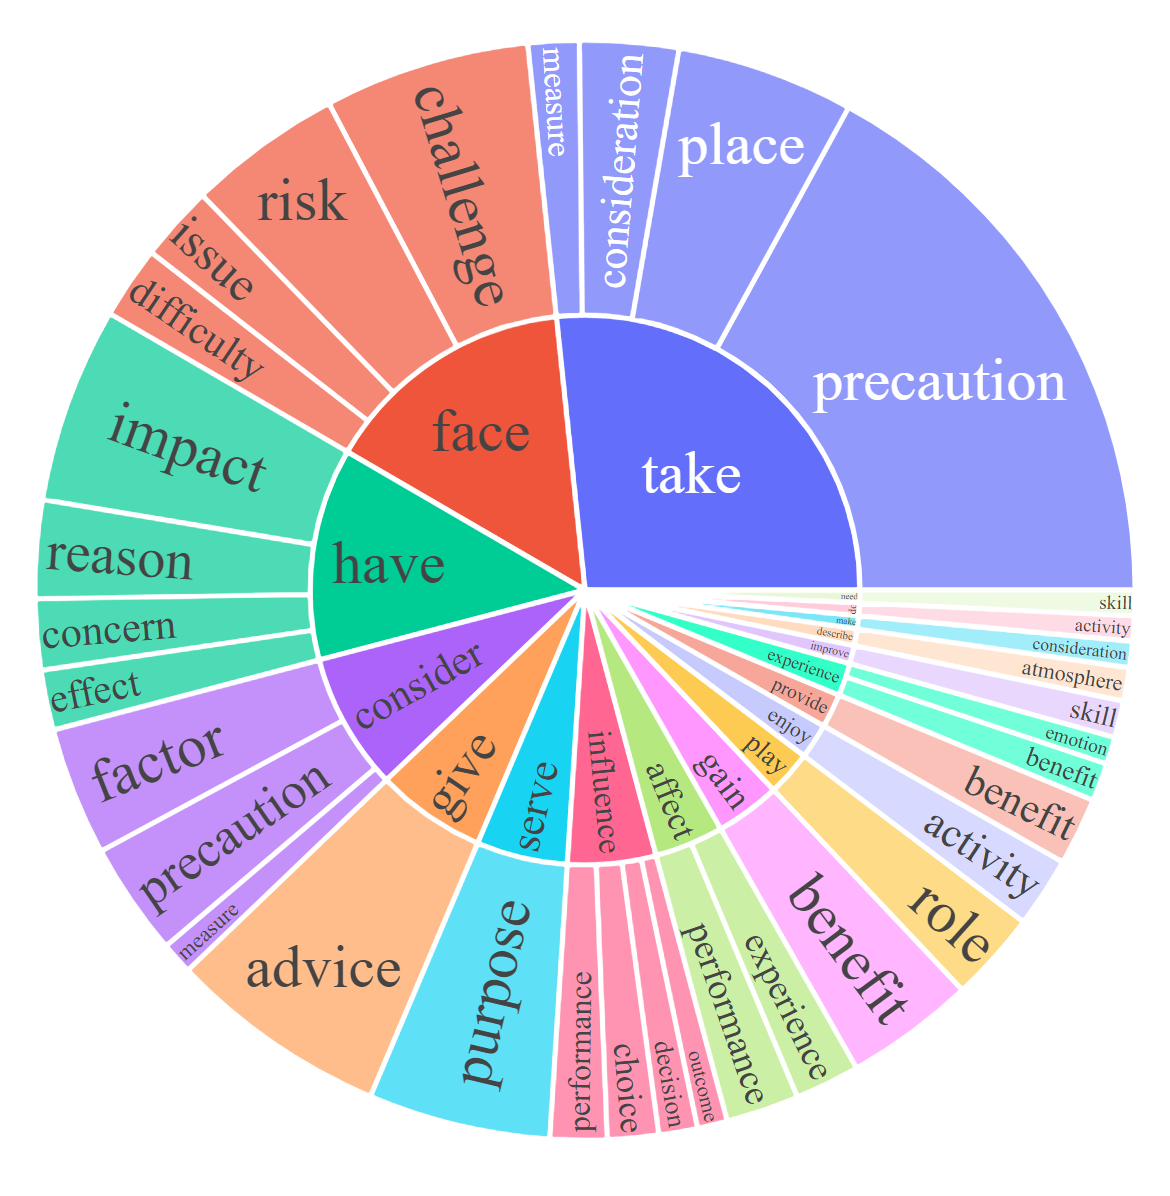 take
precaution
place
consideration
measure
face
challenge
risk
issue
difficulty
have
impact
reason
concern
effect
consider
factor
precaution
measure
give
advice
serve
purpose
influence
performance
choice
decision
outcome
affect
performance
experience
gain
benefit
play
role
enjoy
activity
provide
benefit
experience
benefit
emotion
improve
skill
describe
atmosphere
make
consideration
do
activity
need
skill